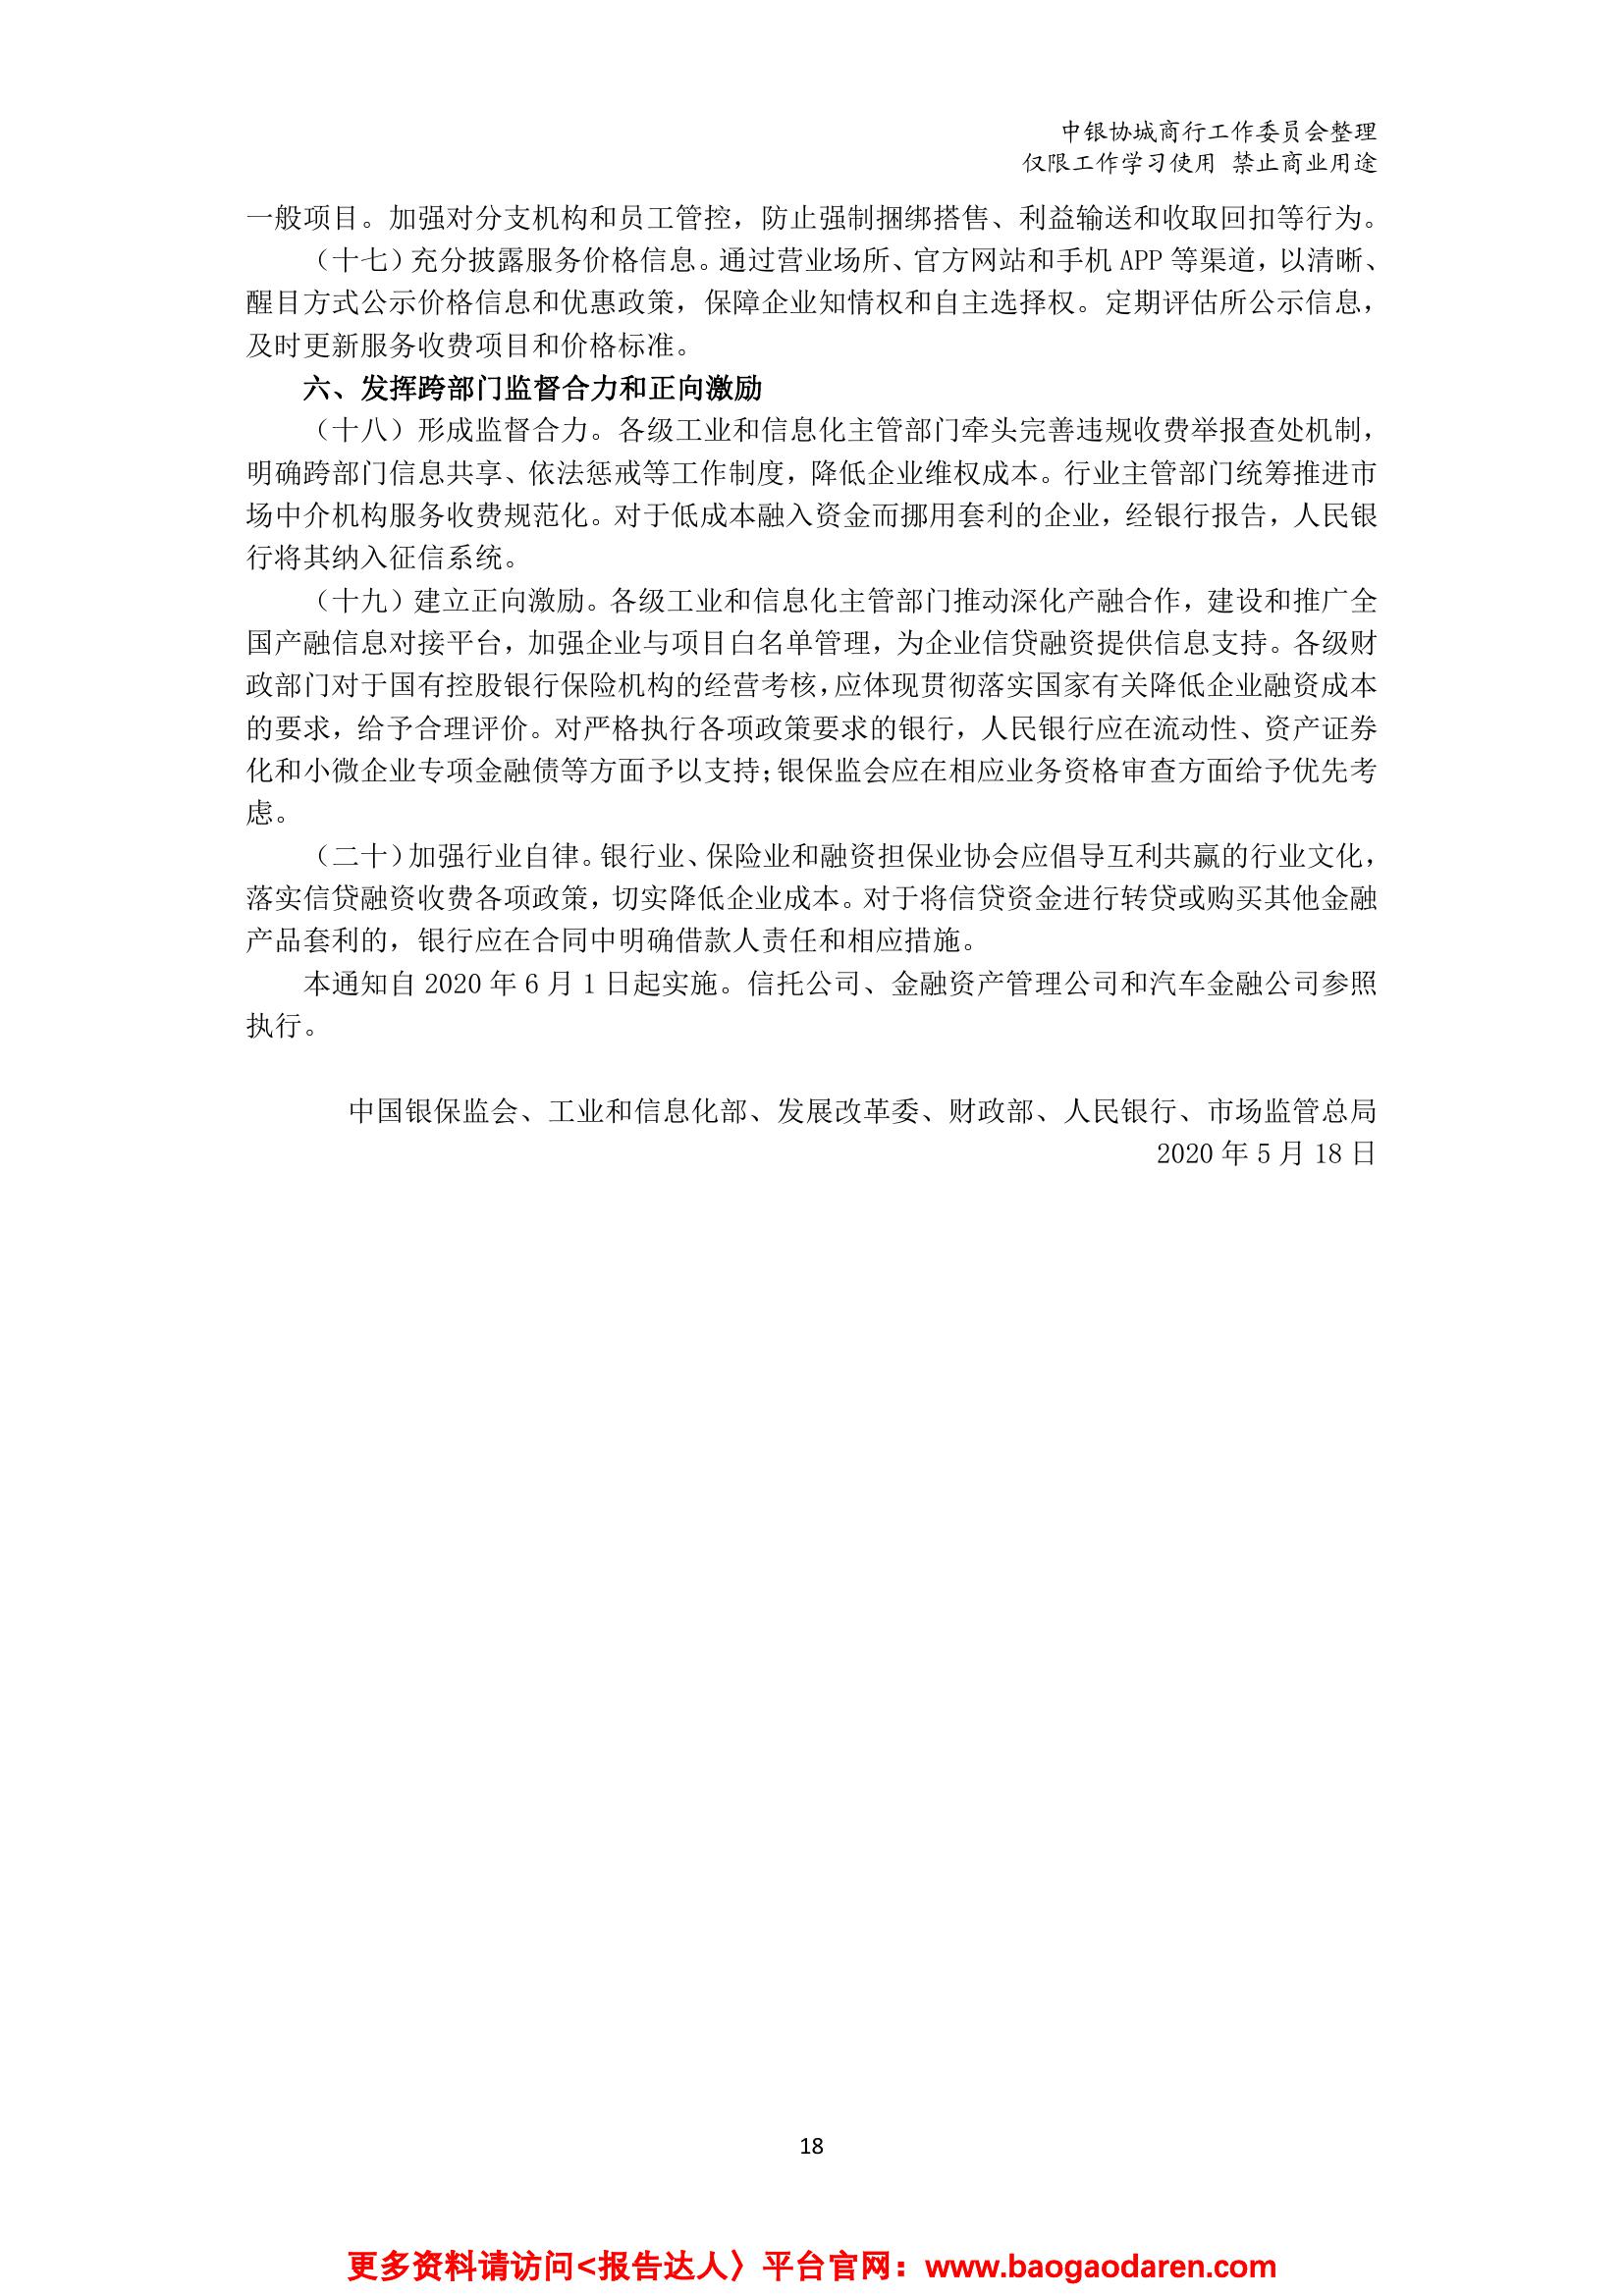 中银协城商行工作委员会整理
仅限工作学习使用 禁止商业用途
一般项目。加强对分支机构和员工管控，防止强制捆绑搭售、利益输送和收取回扣等行为。
（十七）充分披露服务价格信息。通过营业场所、官方网站和手机 APP 等渠道，以清晰、
醒目方式公示价格信息和优惠政策，保障企业知情权和自主选择权。定期评估所公示信息，
及时更新服务收费项目和价格标准。
六、发挥跨部门监督合力和正向激励
（十八）形成监督合力。各级工业和信息化主管部门牵头完善违规收费举报查处机制，
明确跨部门信息共享、依法惩戒等工作制度，降低企业维权成本。行业主管部门统筹推进市
场中介机构服务收费规范化。对于低成本融入资金而挪用套利的企业，经银行报告，人民银
行将其纳入征信系统。
（十九）建立正向激励。各级工业和信息化主管部门推动深化产融合作，建设和推广全
国产融信息对接平台，加强企业与项目白名单管理，为企业信贷融资提供信息支持。各级财
政部门对于国有控股银行保险机构的经营考核，应体现贯彻落实国家有关降低企业融资成本
的要求，给予合理评价。对严格执行各项政策要求的银行，人民银行应在流动性、资产证券
化和小微企业专项金融债等方面予以支持；银保监会应在相应业务资格审查方面给予优先考
虑。
（二十）加强行业自律。银行业、保险业和融资担保业协会应倡导互利共赢的行业文化，
落实信贷融资收费各项政策，切实降低企业成本。对于将信贷资金进行转贷或购买其他金融
产品套利的，银行应在合同中明确借款人责任和相应措施。
本通知自 2020 年 6 月 1 日起实施。信托公司、金融资产管理公司和汽车金融公司参照
执行。
中国银保监会、工业和信息化部、发展改革委、财政部、人民银行、市场监管总局
2020 年 5 月 18 日
18
更多资料请访问<报告达人〉平台官网：www.baogaodaren.com